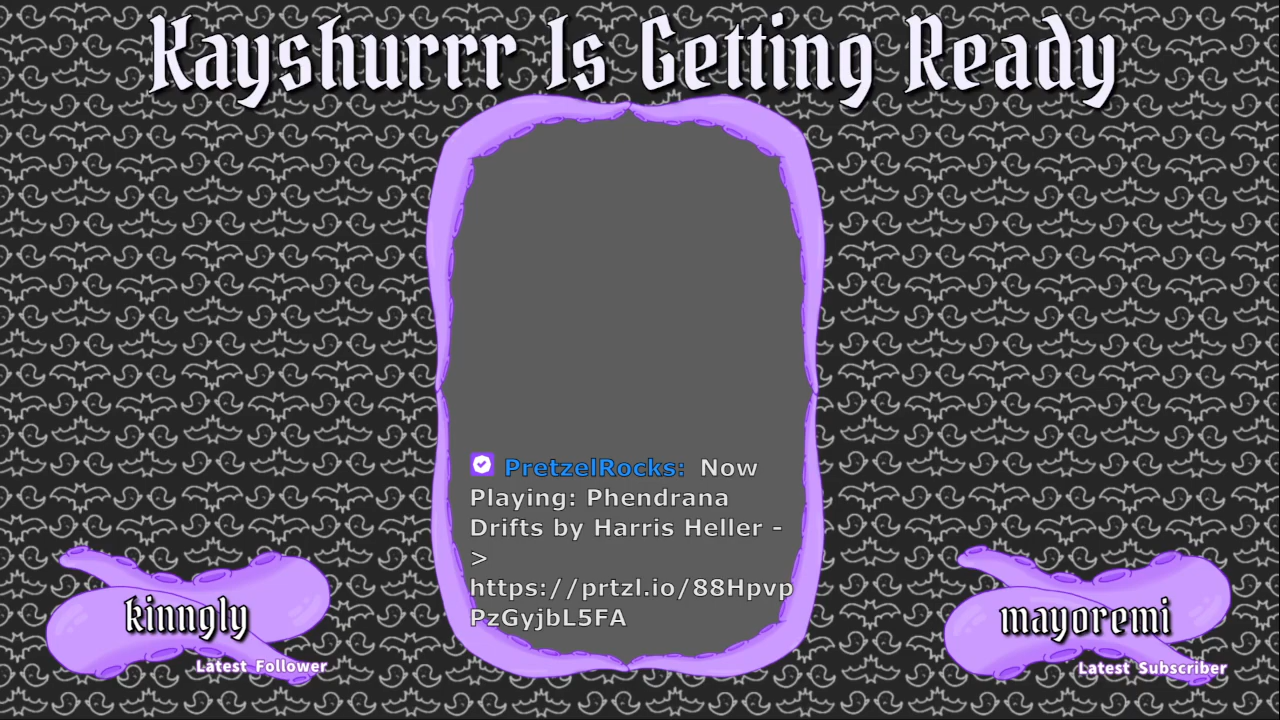 Kayshurrr Is Getting Ready
PretzelRocks: Now
Playing: Phendrana
Drifts by Harris Heller -
>
https://prtzl.io/88Hpvp
PzGyjbL5FA
kinngly
Latest Follower
mayoremi
Latest Subscriber